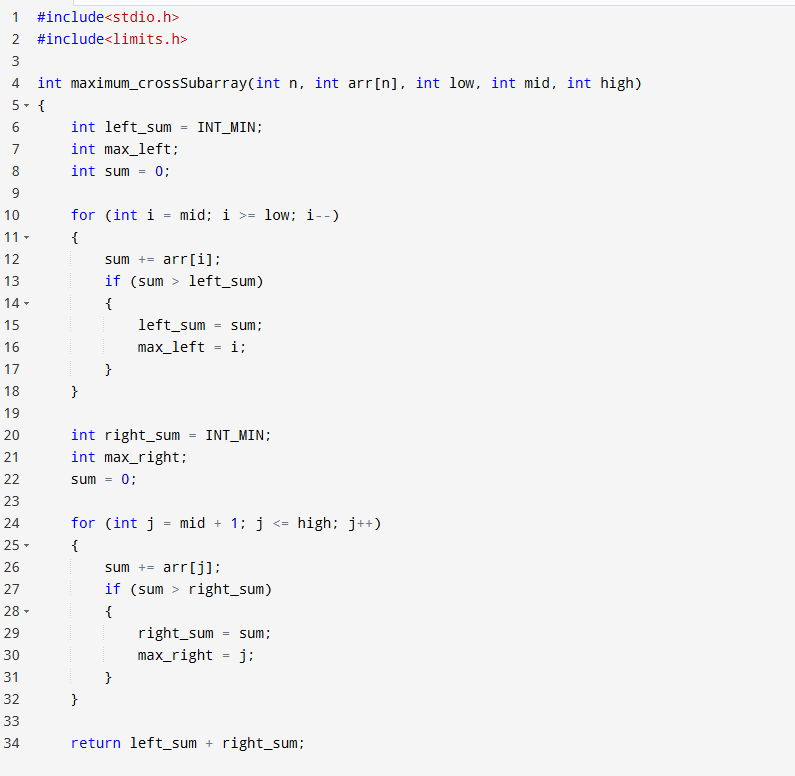 1 #include<stdio.h>
2 #include<limits.h>
3
4 int maximum_crossSubarray(int n, int arr[n], int low, int mid, int high)
5 {
6     int left_sum = INT_MIN;
7     int max_left;
8     int sum = 0;
9
10     for (int i = mid; i >= low; i--)
11     {
12         sum += arr[i];
13         if (sum > left_sum)
14         {
15             left_sum = sum;
16             max_left = i;
17         }
18     }
19
20     int right_sum = INT_MIN;
21     int max_right;
22     sum = 0;
23
24     for (int j = mid + 1; j <= high; j++)
25     {
26         sum += arr[j];
27         if (sum > right_sum)
28         {
29             right_sum = sum;
30             max_right = j;
31         }
32     }
33
34     return left_sum + right_sum;